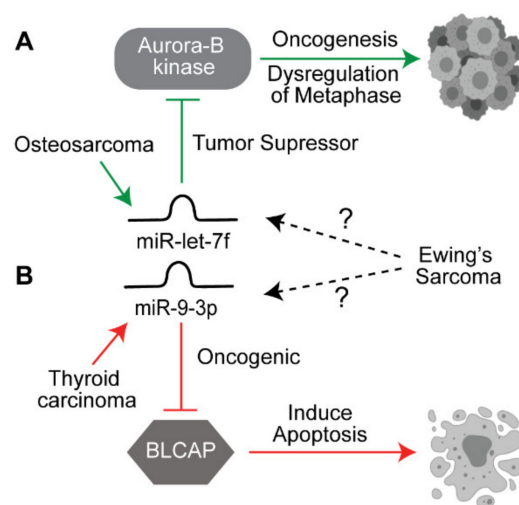 A
Aurora-B
kinase
Oncogenesis
Dysregulation
of Metaphase
Osteosarcoma
Tumor Supressor
miR-let-7f
?
Ewing's
Sarcoma
B
miR-9-3p
?
Thyroid
carcinoma
Oncogenic
BLCAP
Induce
Apoptosis